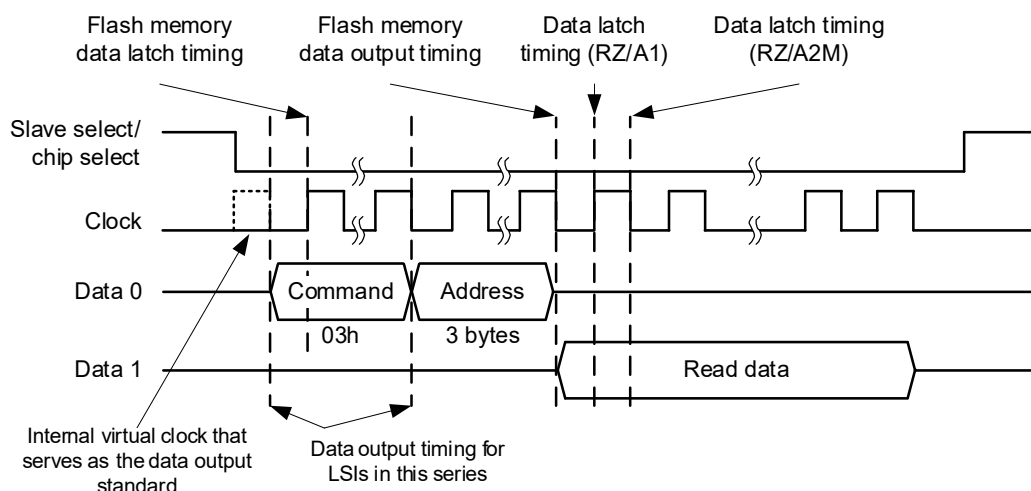 Flash memory
data latch timing
Flash memory
data output timing
Data latch
timing (RZ/A1)
Data latch timing
(RZ/A2M)
Slave select/
chip select
Clock
Data 0
Command
Address
03h
3 bytes
Data 1
Read data
Internal virtual clock that
serves as the data output
standard
Data output timing for
LSIs in this series